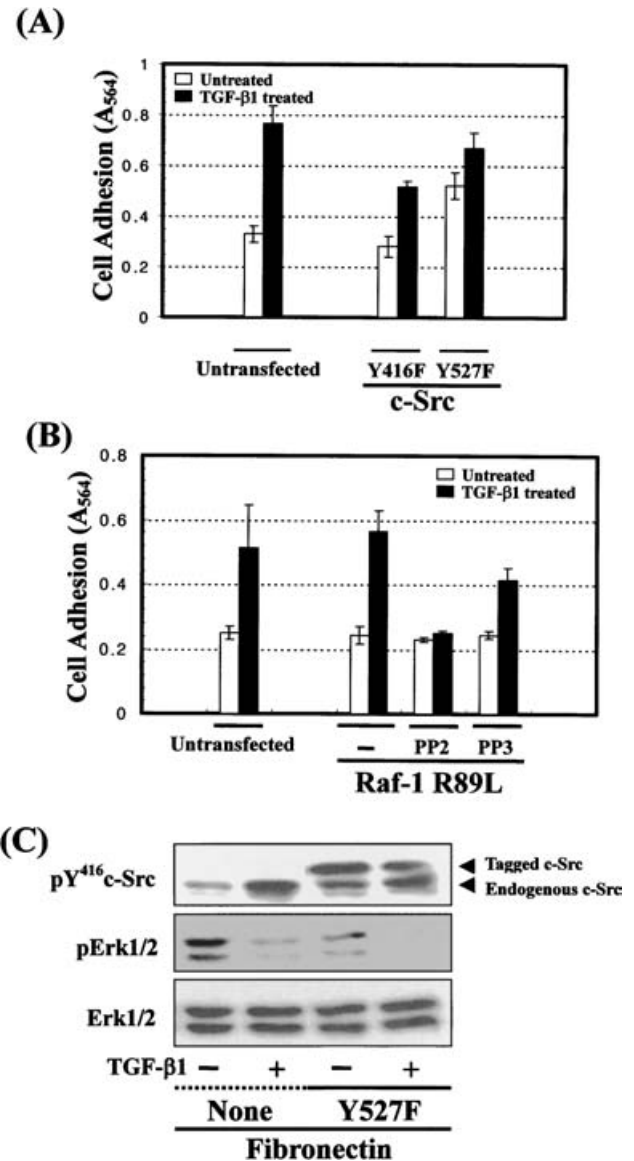 (A)
Cell Adhesion (A564)
1
0.8
0.6
0.4
0.2
0
Untreated
TGF-β1 treated
Untransfected
Y416F Y527F
c-Src
(B)
Cell Adhesion (A564)
0.8
0.6
0.4
0.2
0
Untreated
TGF-β1 treated
Untransfected
– PP2 PP3
Raf-1 R89L
(C)
pY416c-Src
Tagged c-Src
Endogenous c-Src
pErk1/2
Erk1/2
TGF-β1 – + – +
None Y527F
Fibronectin